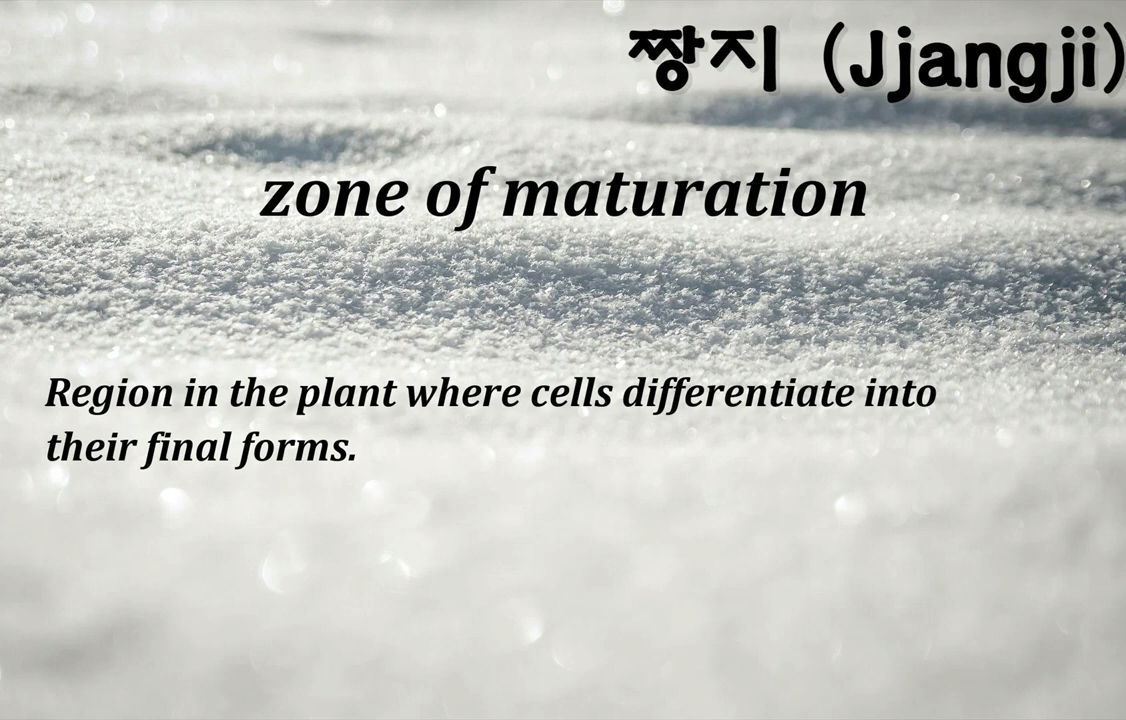 짱지 (Jjangji)
zone of maturation
Region in the plant where cells differentiate into
their final forms.